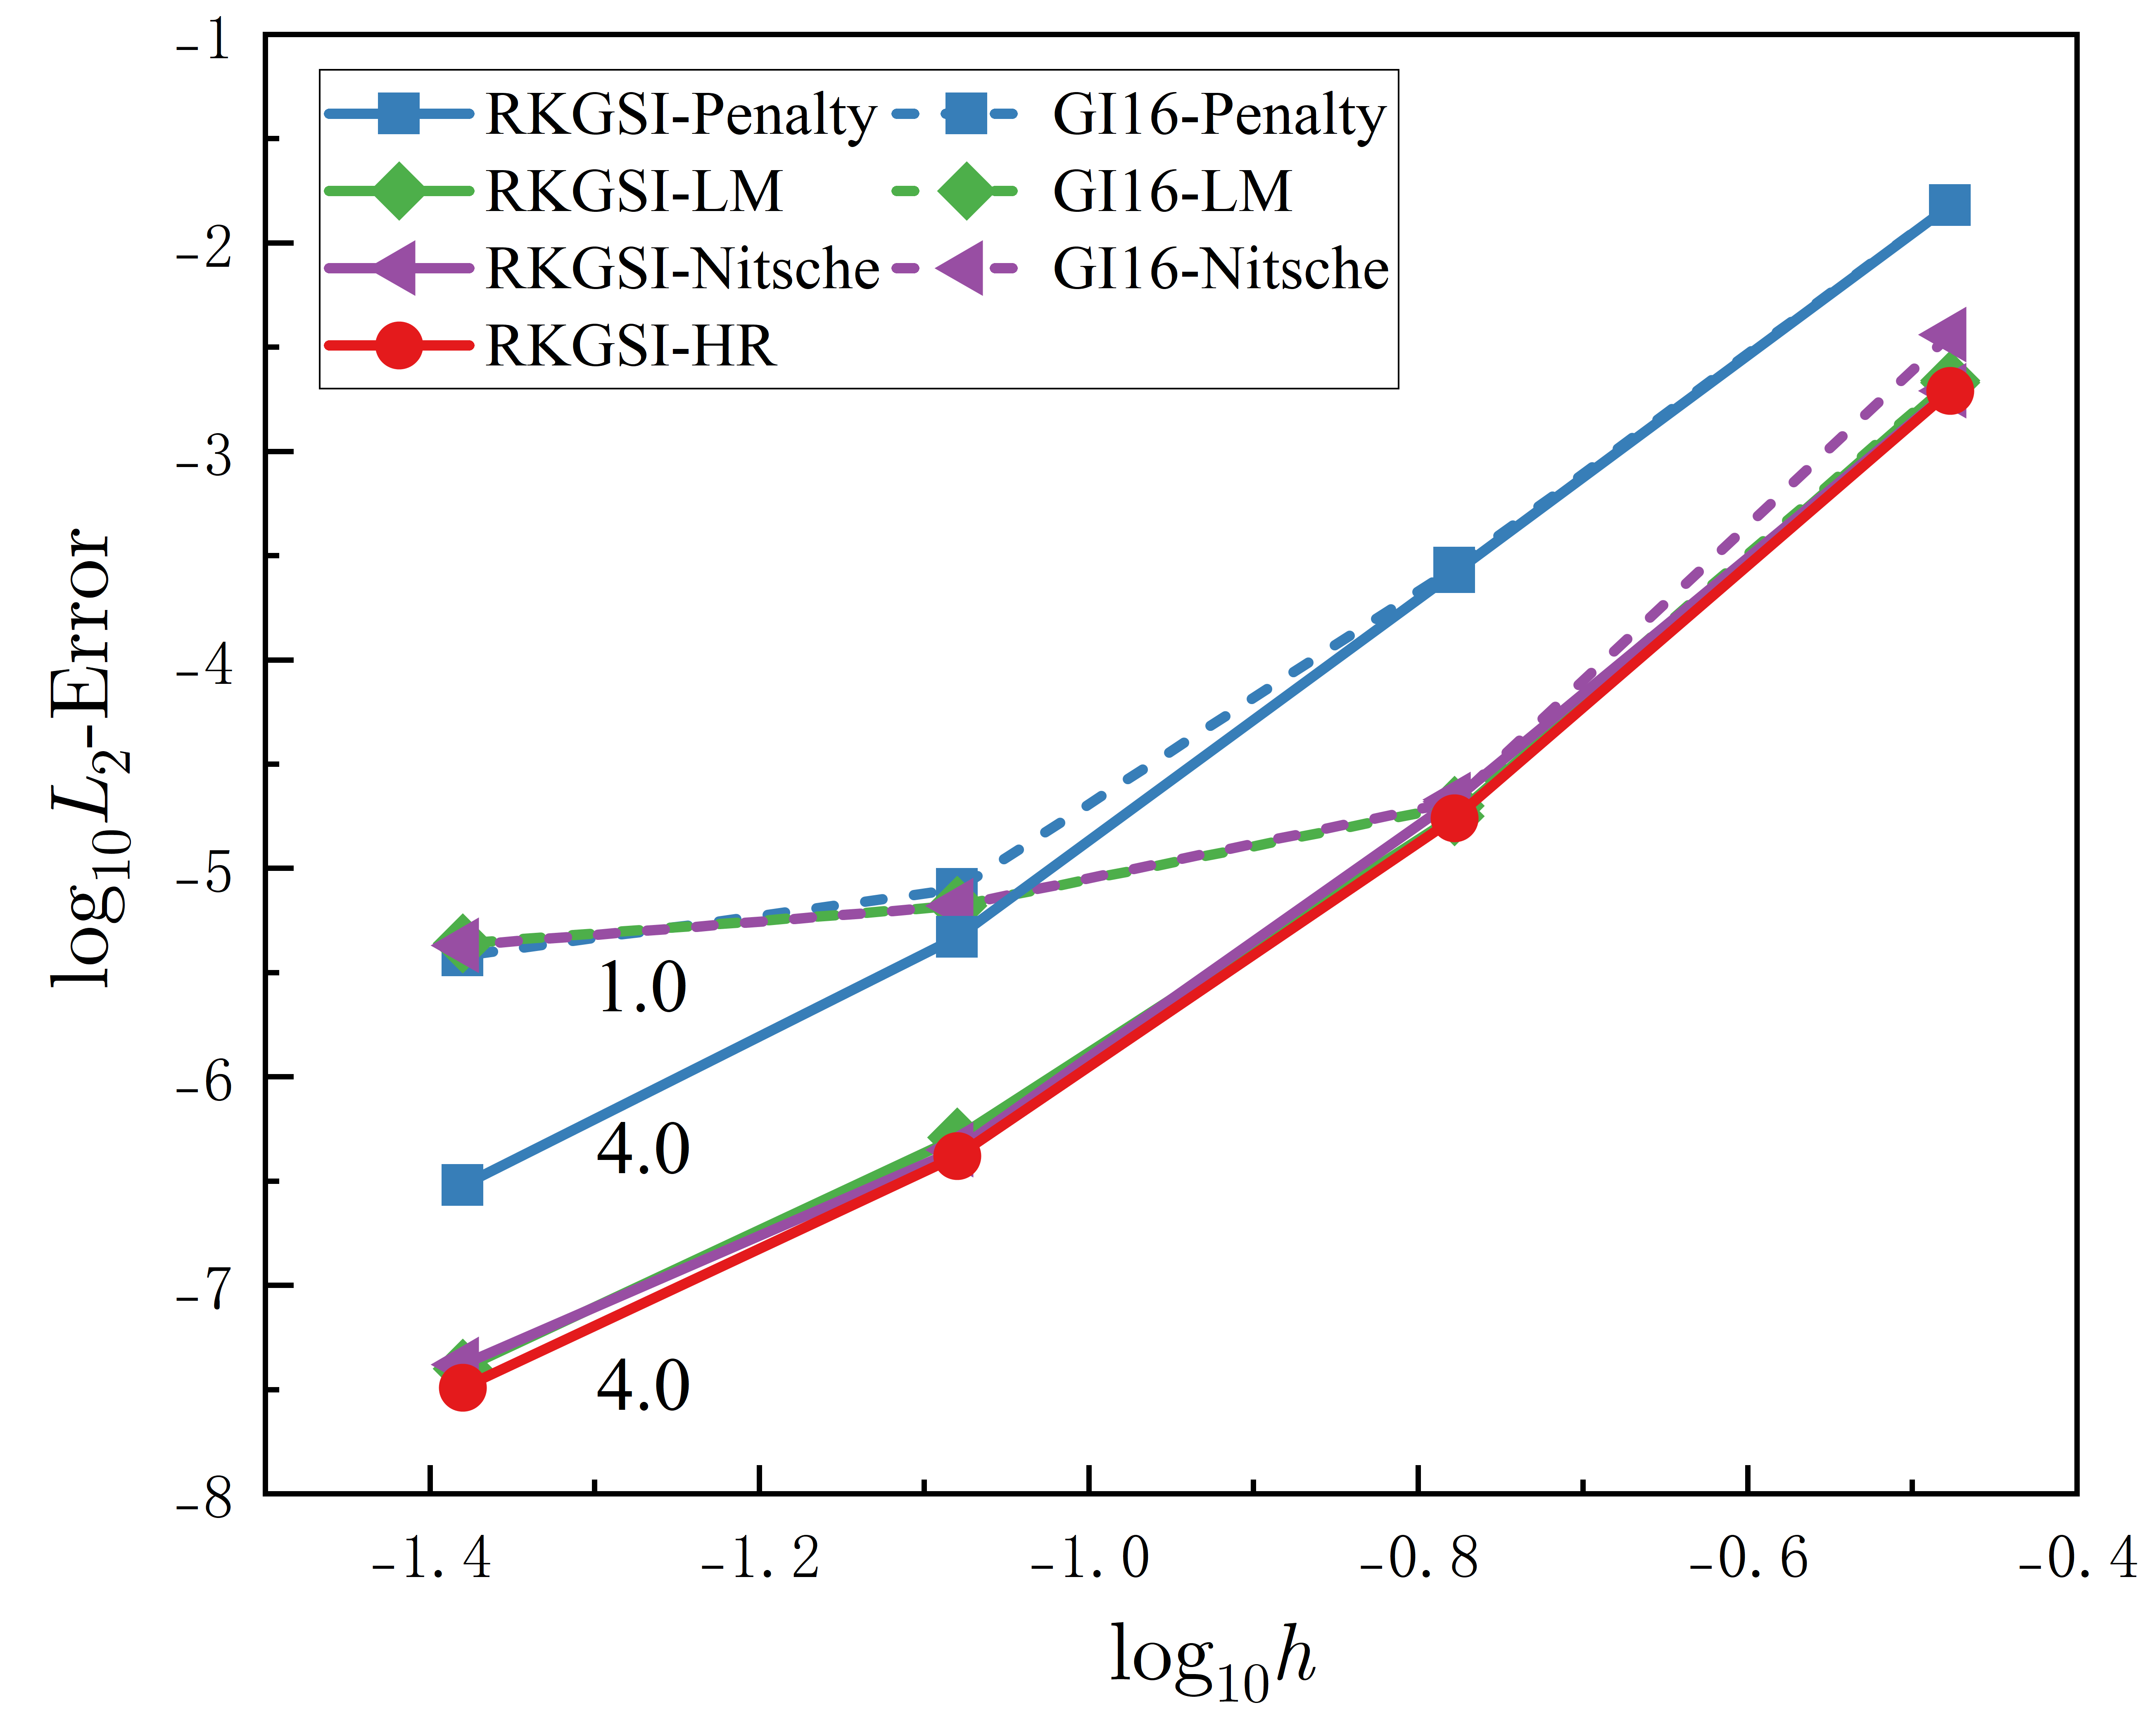 -1
-2
-3
-4
-5
-6
-7
-8
log10L2-Error
RKGSI-Penalty
GI16-Penalty
RKGSI-LM
GI16-LM
RKGSI-Nitsche
GI16-Nitsche
RKGSI-HR
1.0
4.0
4.0
-1.4
-1.2
-1.0
-0.8
-0.6
-0.4
log10h